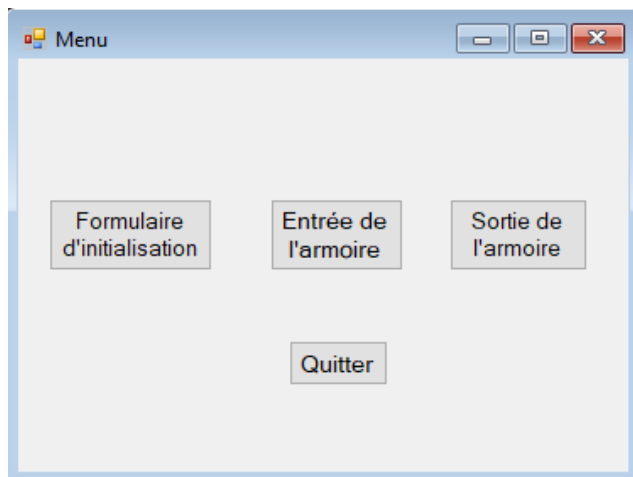 Menu
Formulaire
d'initialisation
Entrée de
l'armoire
Sortie de
l'armoire
Quitter